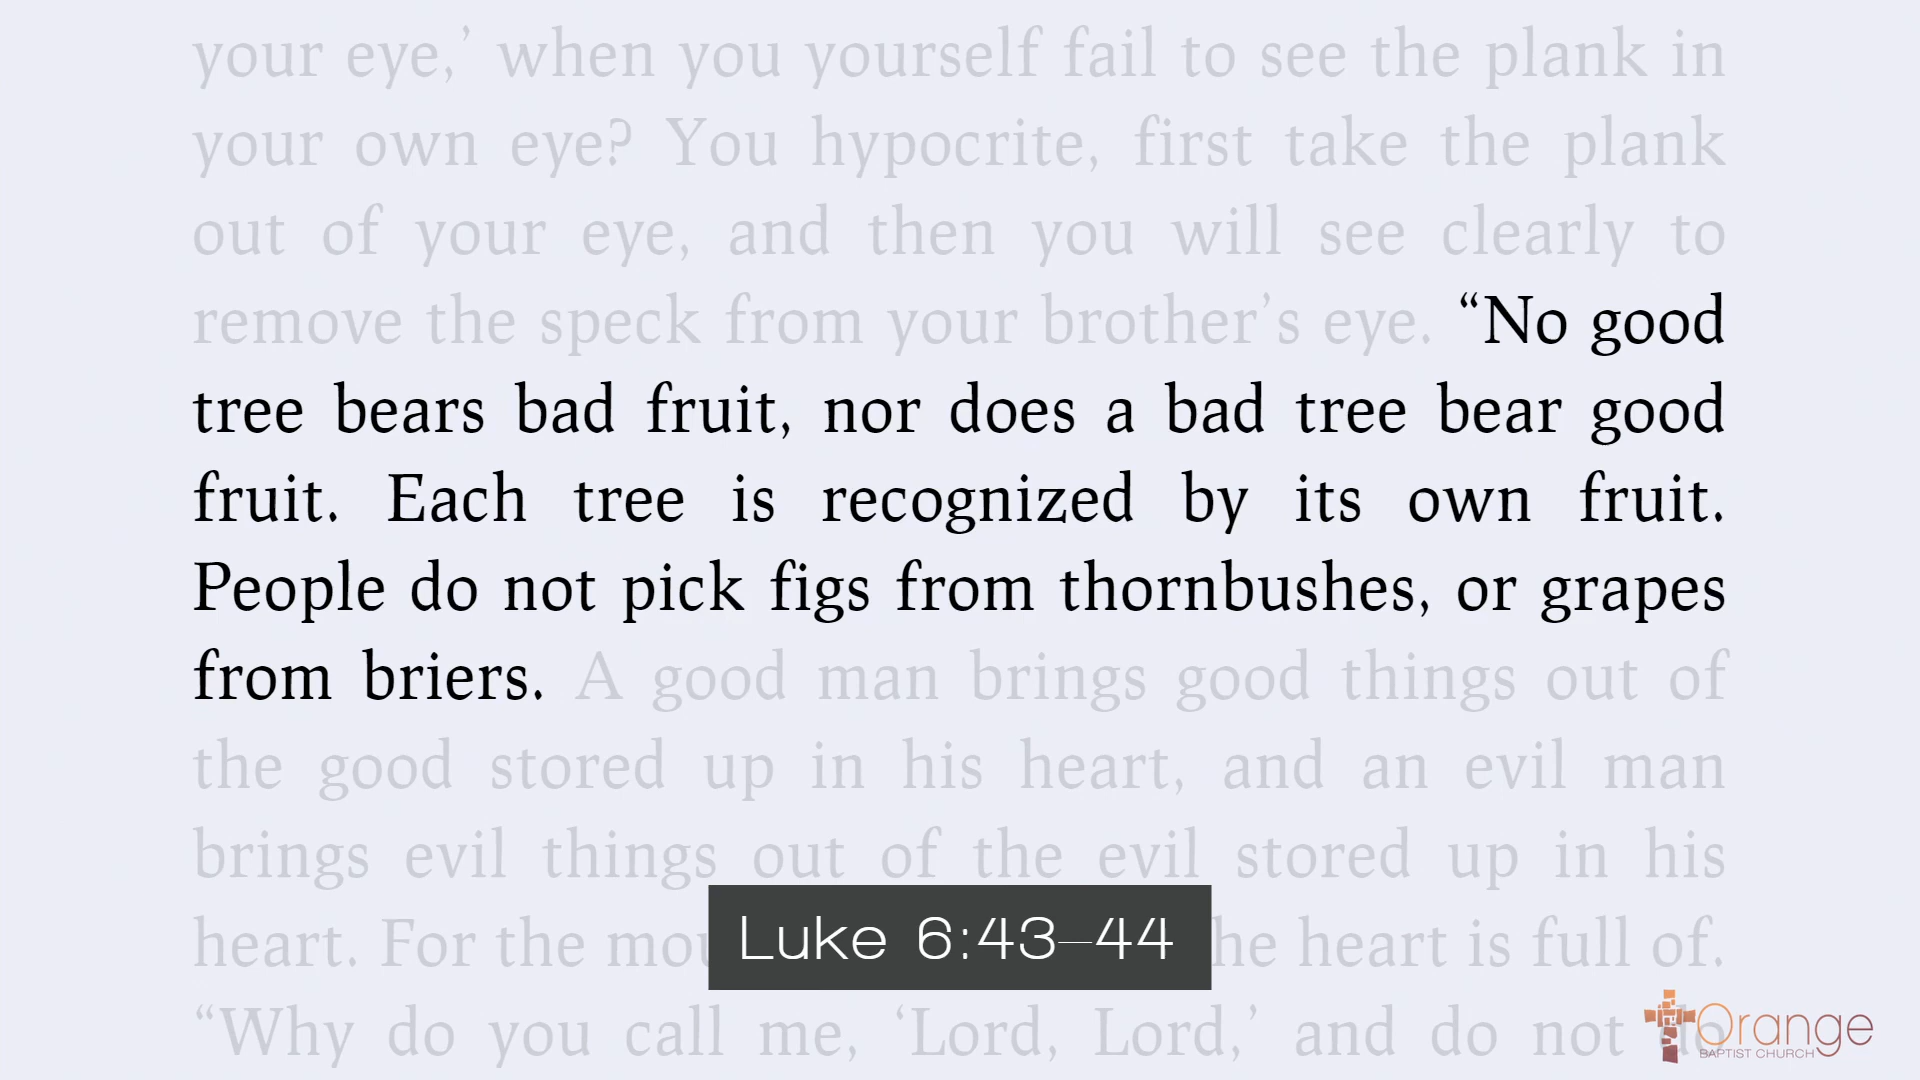 your eye,’ when you yourself fail to see the plank in
your own eye? You hypocrite, first take the plank
out of your eye, and then you will see clearly to
remove the speck from your brother’s eye. “No good
tree bears bad fruit, nor does a bad tree bear good
fruit. Each tree is recognized by its own fruit.
People do not pick figs from thornbushes, or grapes
from briers. A good man brings good things out of
the good stored up in his heart, and an evil man
brings evil things out of the evil stored up in his
heart. For the heart is full of.
Luke 6:43–44
“Why do you call me, ‘Lord, Lord,’ and do not do
Orange
BAPTIST CHURCH